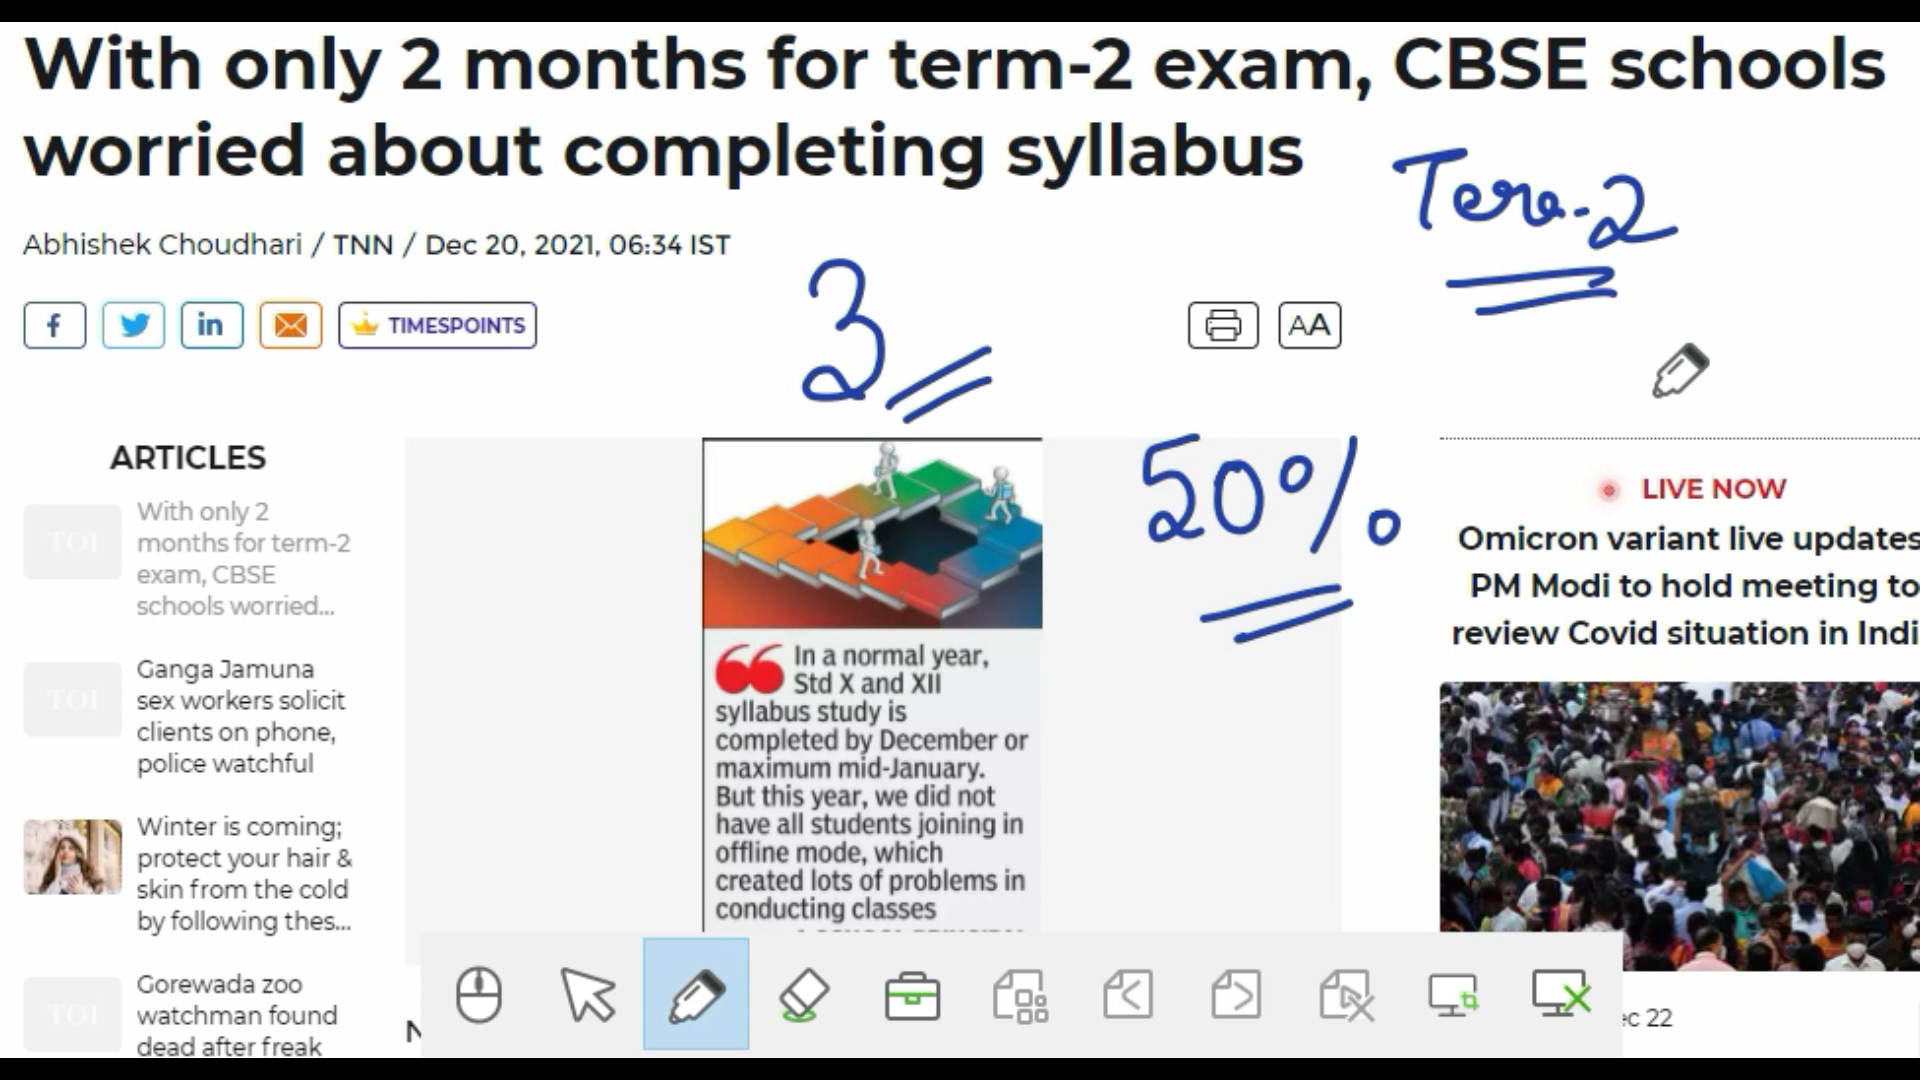 With only 2 months for term-2 exam, CBSE schools
worried about completing syllabus
Term-2
Abhishek Choudhari / TNN / Dec 20, 2021, 06:34 IST
3
f
in
TIMESPOINTS
AA
50%
ARTICLES
TOI
With only 2
months for term-2
exam, CBSE
schools worried...
TOI
Ganga Jamuna
sex workers solicit
clients on phone,
police watchful
Winter is coming;
protect your hair &
skin from the cold
by following thes...
TOI
Gorewada zoo
watchman found
dead after freak
In a normal year,
Std X and XII
syllabus study is
completed by December or
maximum mid-January.
But this year, we did not
have all students joining in
offline mode, which
created lots of problems in
conducting classes
LIVE NOW
Omicron variant live updates
PM Modi to hold meeting to
review Covid situation in Indi
N
ec 22